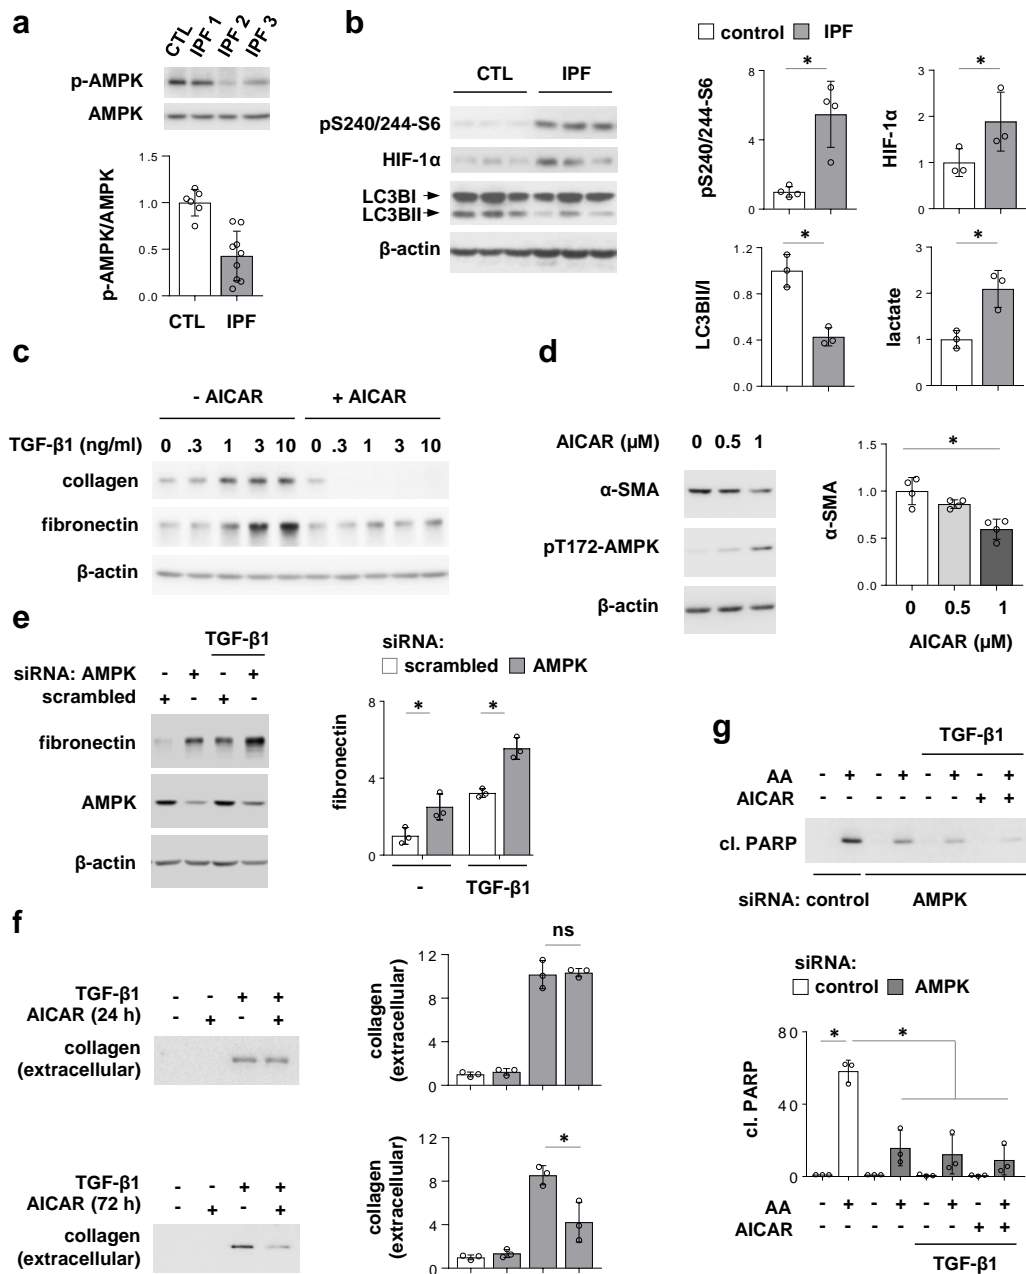 a
CTL
IPF 1
IPF 2
IPF 3
p-AMPK
AMPK
p-AMPK/AMPK
1.5
1.0
0.5
0.0
CTL IPF
b
CTL IPF
pS240/244-S6
HIF-1α
LC3BI
LC3BII
β-actin
control IPF
pS240/244-S6
8
4
0
*
HIF-1α
3
2
1
0
*
LC3BII/I
1.2
0.8
0.4
0.0
*
lactate
3
2
1
0
*
c
- AICAR + AICAR
TGF-β1 (ng/ml) 0 .3 1 3 10 0 .3 1 3 10
collagen
fibronectin
β-actin
d
AICAR (µM) 0 0.5 1
α-SMA
pT172-AMPK
β-actin
α-SMA
1.5
1.0
0.5
0.0
*
0 0.5 1
AICAR (µM)
e
TGF-β1
siRNA: AMPK - + - +
scrambled + - + -
fibronectin
AMPK
β-actin
siRNA:
scrambled AMPK
fibronectin
8
4
0
* *
- TGF-β1
f
TGF-β1 - - + +
AICAR (24 h) - + - +
collagen
(extracellular)
collagen
(extracellular)
12
8
4
0
ns
TGF-β1 - - + +
AICAR (72 h) - + - +
collagen
(extracellular)
collagen
(extracellular)
12
8
4
0
*
g
TGF-β1
AA - + - + - + - +
AICAR - - - - - - + +
cl. PARP
siRNA: control AMPK
siRNA:
control AMPK
cl. PARP
80
40
0
* *
AA - + - + - + - +
AICAR - - - - - - + +
TGF-β1